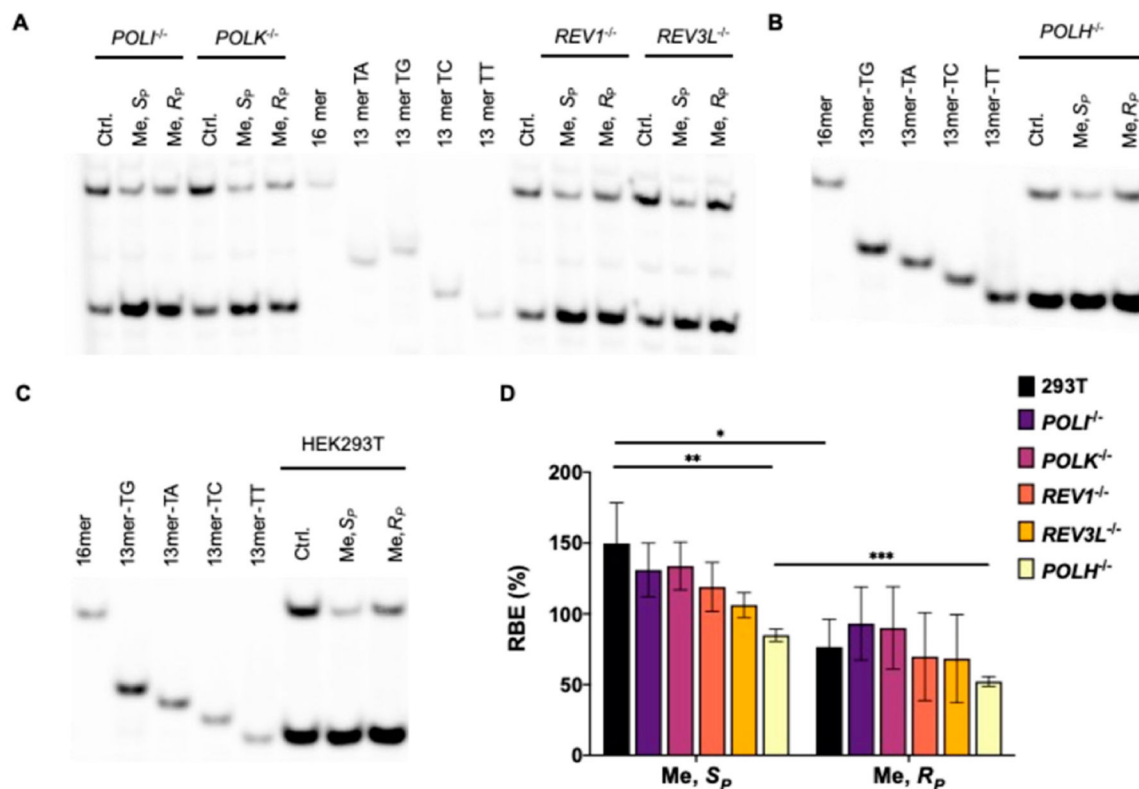 A
POLI-/-
POLK-/-
REV1-/-
REV3L-/-
Ctrl.
Me, SP
Me, RP
Ctrl.
Me, SP
Me, RP
16 mer
13 mer TA
13 mer TG
13 mer TC
13 mer TT
Ctrl.
Me, SP
Me, RP
Ctrl.
Me, SP
Me, RP
B
POLH-/-
16mer
13mer-TG
13mer-TA
13mer-TC
13mer-TT
Ctrl.
Me, SP
Me, RP
C
HEK293T
16mer
13mer-TG
13mer-TA
13mer-TC
13mer-TT
Ctrl.
Me, SP
Me, RP
D
293T
POLI-/-
POLK-/-
REV1-/-
REV3L-/-
POLH-/-
*
**
***
RBE (%)
200
150
100
50
0
Me, SP
Me, RP